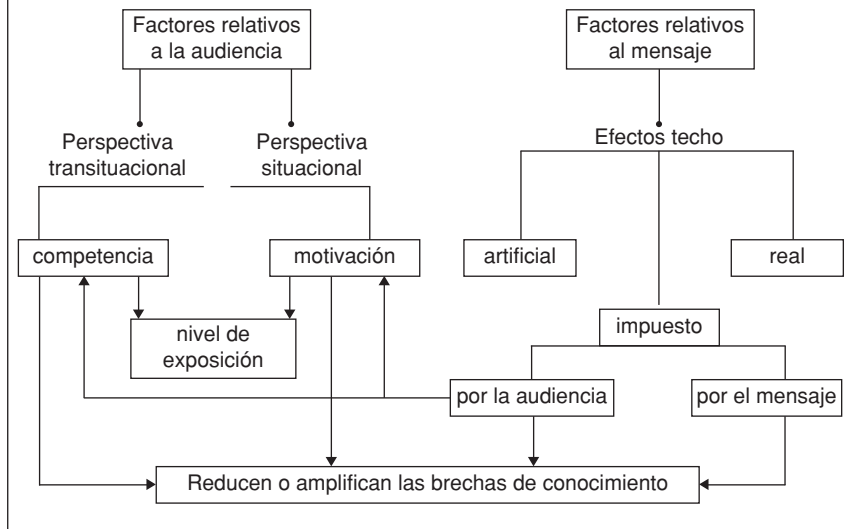 Factores relativos
a la audiencia
Factores relativos
al mensaje
Perspectiva
transituacional
Perspectiva
situacional
Efectos techo
competencia
motivación
artificial
real
nivel de
exposición
impuesto
por la audiencia
por el mensaje
Reducen o amplifican las brechas de conocimiento